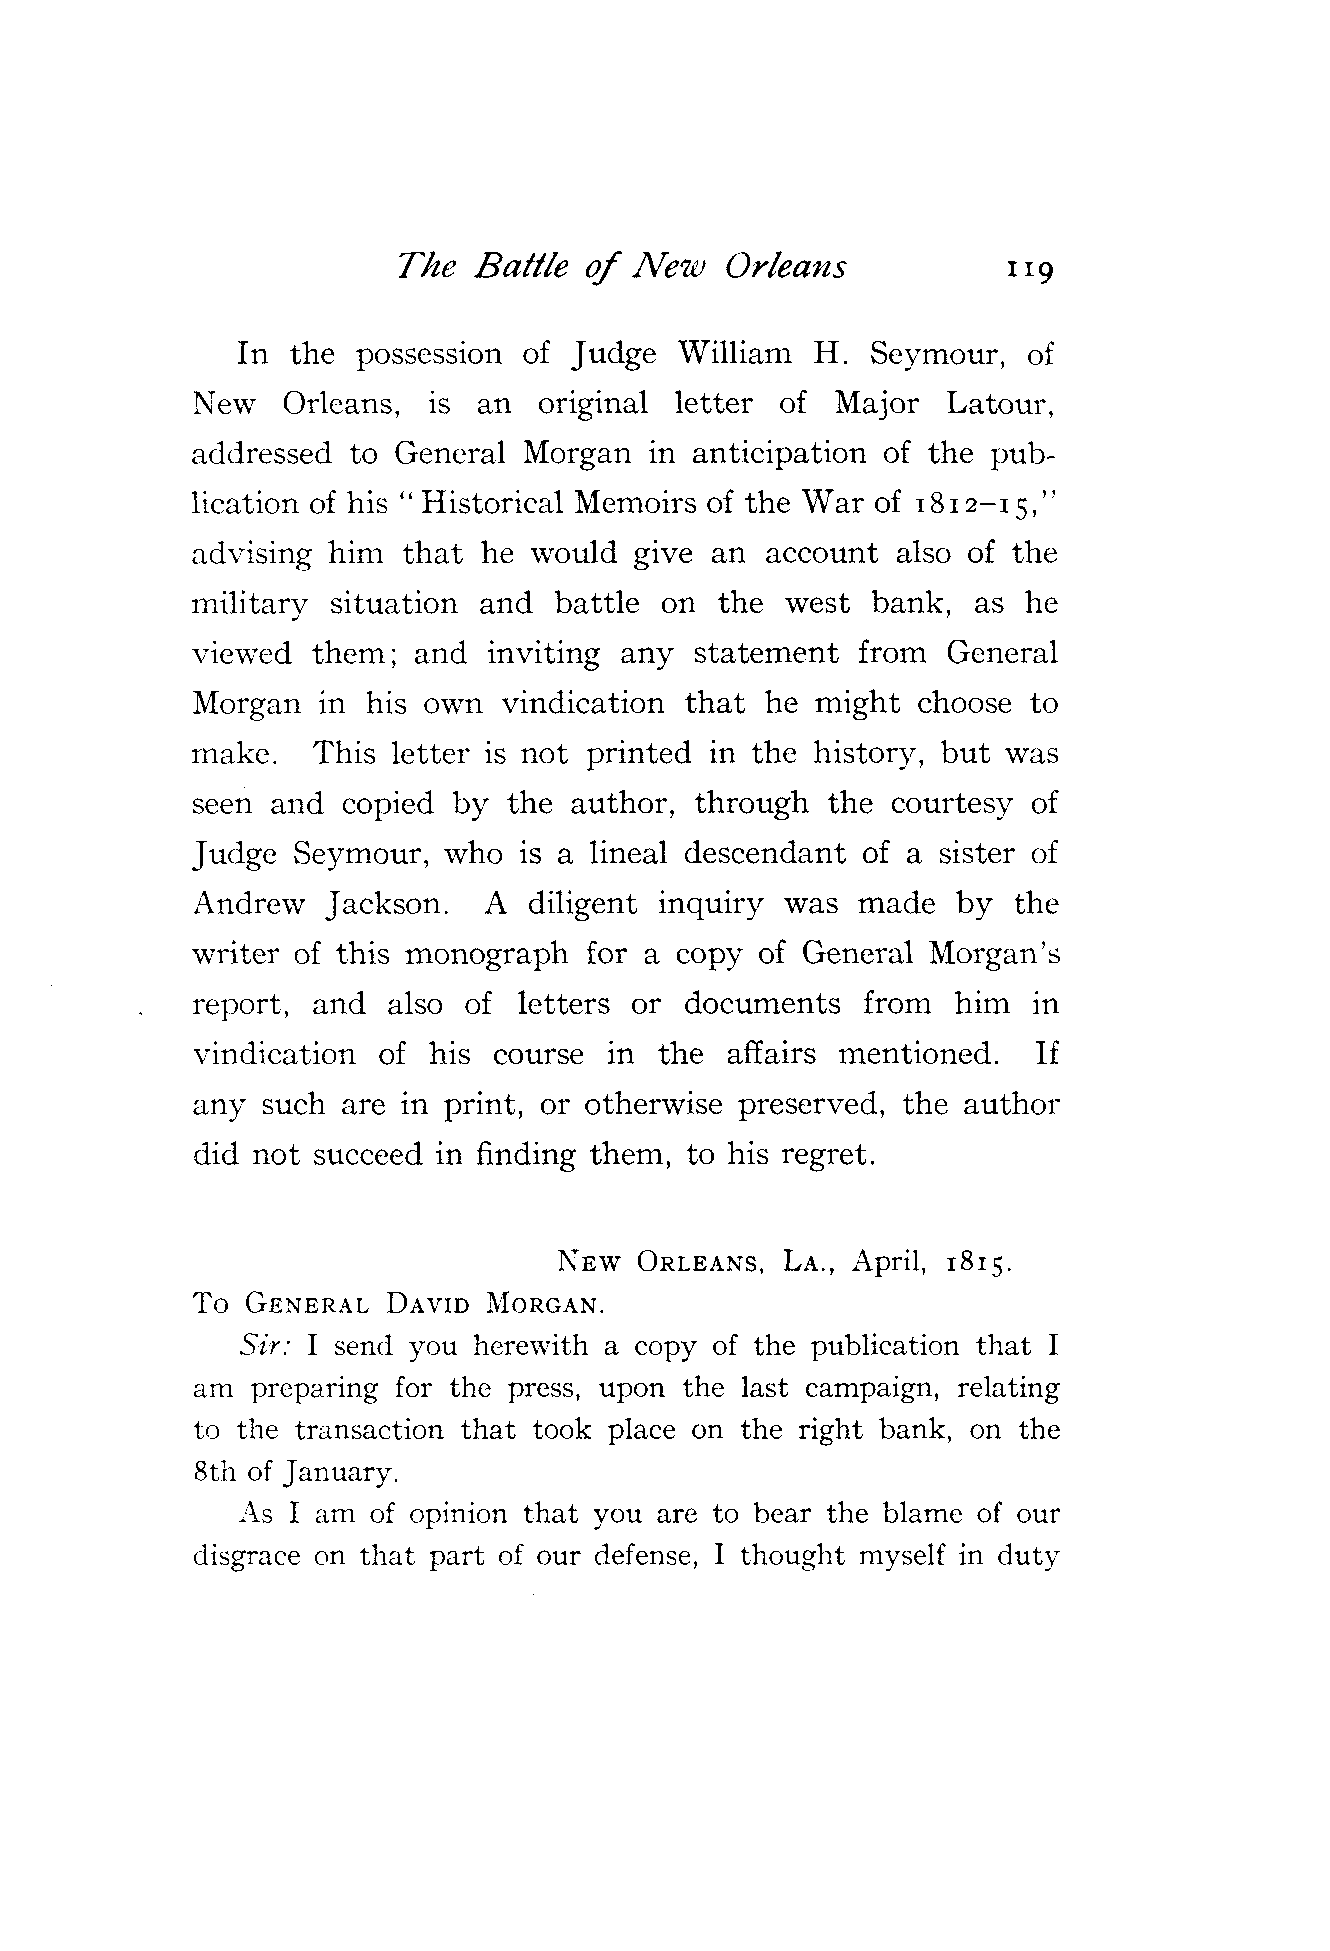 The Battle of New Orleans 119
In the possession of Judge William H. Seymour, of
New Orleans, is an original letter of Major Latour,
addressed to General Morgan in anticipation of the pub-
lication of his “Historical Memoirs of the War of 1812–15,”
advising him that he would give an account also of the
military situation and battle on the west bank, as he
viewed them; and inviting any statement from General
Morgan in his own vindication that he might choose to
make. This letter is not printed in the history, but was
seen and copied by the author, through the courtesy of
Judge Seymour, who is a lineal descendant of a sister of
Andrew Jackson. A diligent inquiry was made by the
writer of this monograph for a copy of General Morgan's
report, and also of letters or documents from him in
vindication of his course in the affairs mentioned. If
any such are in print, or otherwise preserved, the author
did not succeed in finding them, to his regret.
New Orleans, La., April, 1815.
To General David Morgan.
Sir: I send you herewith a copy of the publication that I
am preparing for the press, upon the last campaign, relating
to the transaction that took place on the right bank, on the
8th of January.
As I am of opinion that you are to bear the blame of our
disgrace on that part of our defense, I thought myself in duty